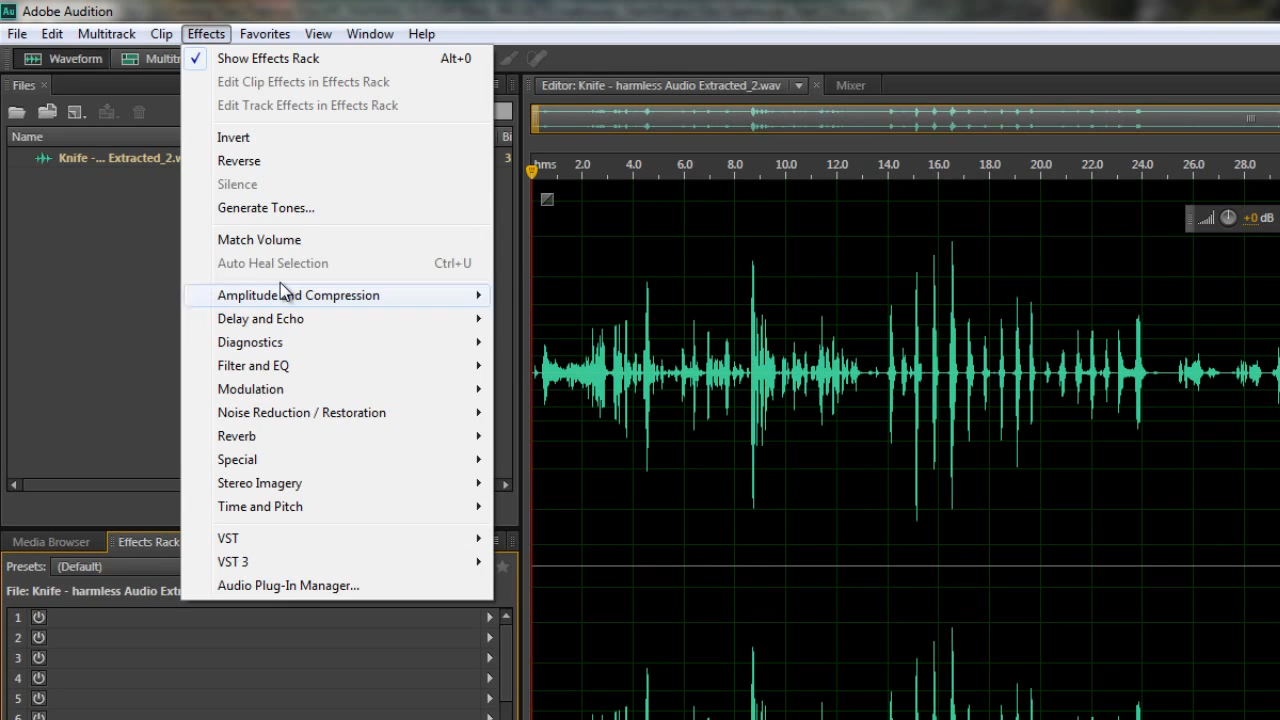 Au Adobe Audition
File Edit Multitrack Clip Effects Favorites View Window Help
Waveform Multitr
Show Effects Rack Alt+0
Edit Clip Effects in Effects Rack
Edit Track Effects in Effects Rack
Invert
Reverse
Silence
Generate Tones...
Match Volume
Auto Heal Selection Ctrl+U
Amplitude and Compression
Delay and Echo
Diagnostics
Filter and EQ
Modulation
Noise Reduction / Restoration
Reverb
Special
Stereo Imagery
Time and Pitch
VST
VST 3
Audio Plug-In Manager...
Files ×
Name Bi
Knife -... Extracted_2.w 3
Media Browser Effects Rack
Presets: (Default)
File: Knife - harmless Audio Extr
1
2
3
4
5
Editor: Knife - harmless Audio Extracted_2.wav × Mixer
hms 2.0 4.0 6.0 8.0 10.0 12.0 14.0 16.0 18.0 20.0 22.0 24.0 26.0 28.0
+0 dB